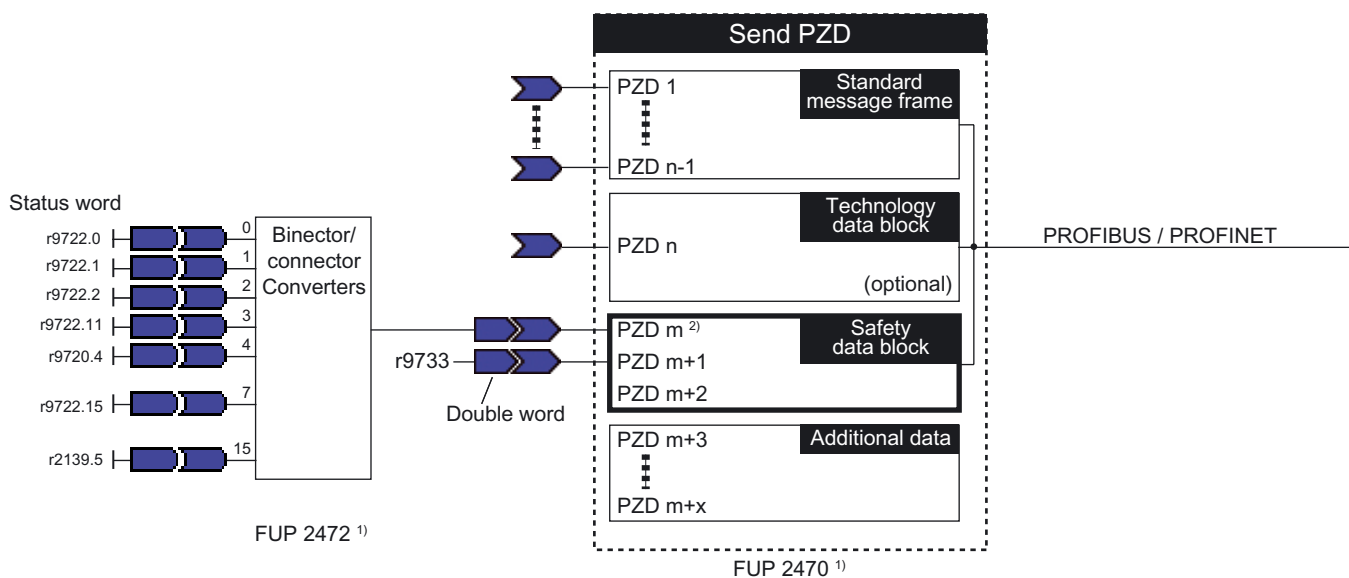 Send PZD
PZD 1
Standard
message frame
PZD n-1
Technology
data block
PZD n
(optional)
PROFIBUS / PROFINET
Status word
r9722.0
0
r9722.1
1
r9722.2
2
r9722.11
3
r9720.4
4
r9722.15
7
r2139.5
15
Binector/
connector
Converters
FUP 2472 1)
r9733
Double word
PZD m 2)
Safety
data block
PZD m+1
PZD m+2
PZD m+3
Additional data
PZD m+x
FUP 2470 1)